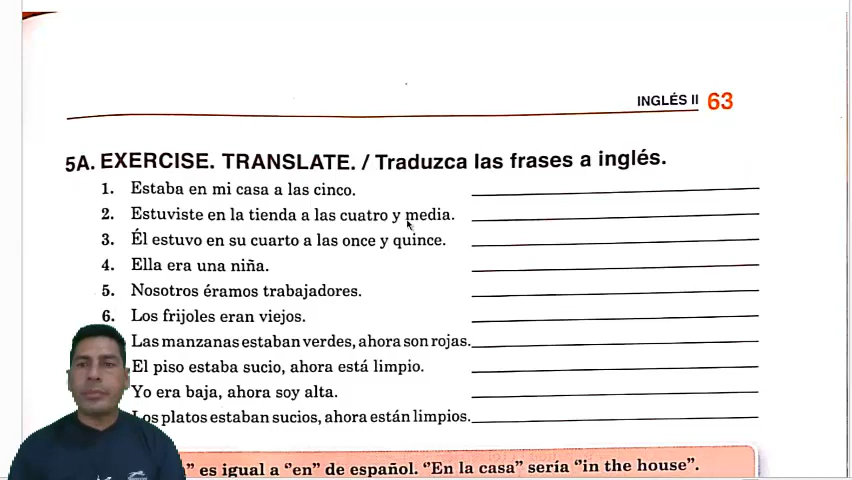 INGLÉS II 63
5A. EXERCISE. TRANSLATE. / Traduzca las frases a inglés.
1. Estaba en mi casa a las cinco.
2. Estuviste en la tienda a las cuatro y media.
3. Él estuvo en su cuarto a las once y quince.
4. Ella era una niña.
5. Nosotros éramos trabajadores.
6. Los frijoles eran viejos.
Las manzanas estaban verdes, ahora son rojas.
El piso estaba sucio, ahora está limpio.
Yo era baja, ahora soy alta.
Los platos estaban sucios, ahora están limpios.
” es igual a “en” de español. “En la casa” sería “in the house”.